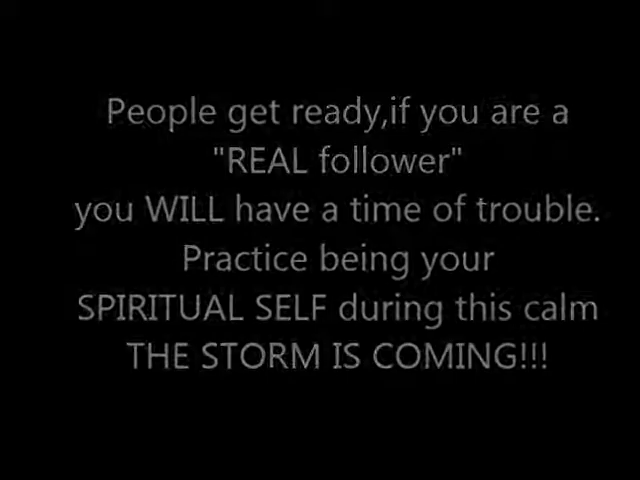 People get ready,if you are a
"REAL follower"
you WILL have a time of trouble.
Practice being your
SPIRITUAL SELF during this calm
THE STORM IS COMING!!!